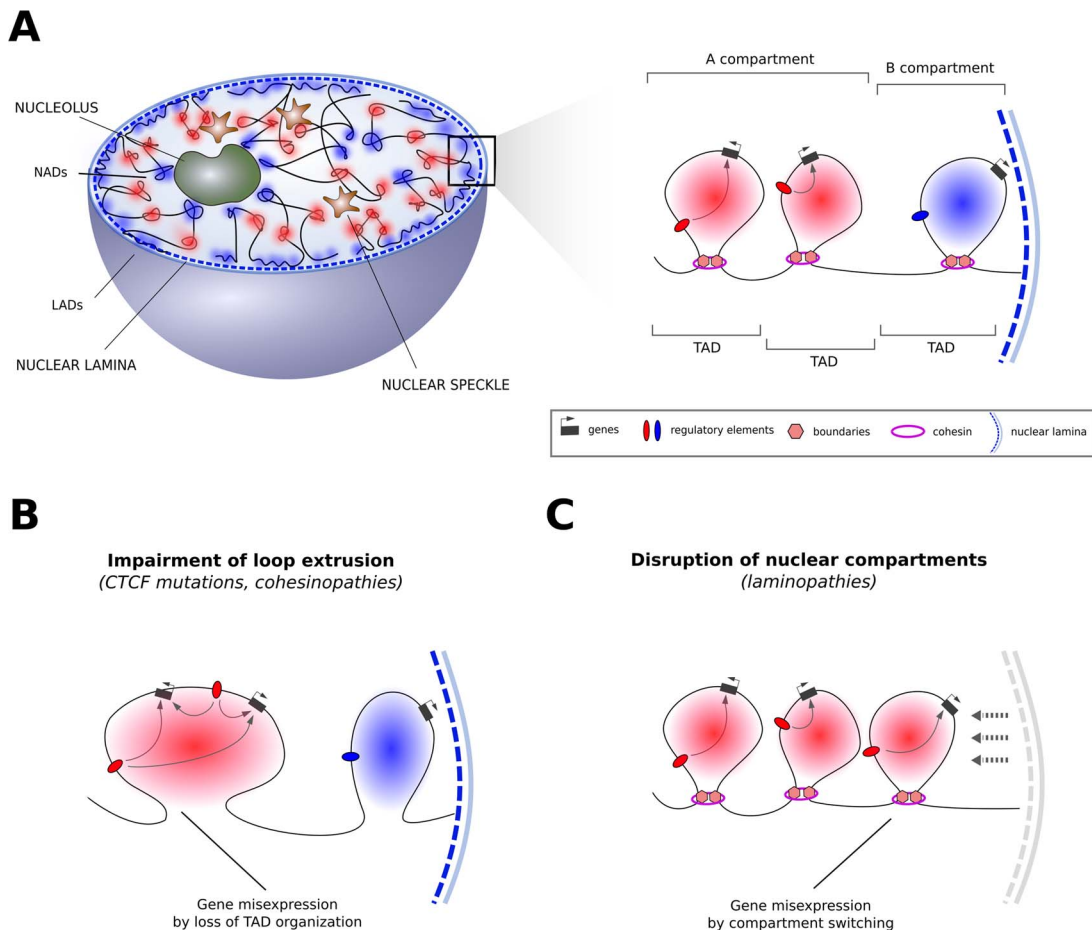 A
NUCLEOLUS
NADs
LADs
NUCLEAR LAMINA
NUCLEAR SPECKLE
A compartment
B compartment
TAD
TAD
TAD
genes
regulatory elements
boundaries
cohesin
nuclear lamina
B
Impairment of loop extrusion
(CTCF mutations, cohesinopathies)
Gene misexpression
by loss of TAD organization
C
Disruption of nuclear compartments
(laminopathies)
Gene misexpression
by compartment switching